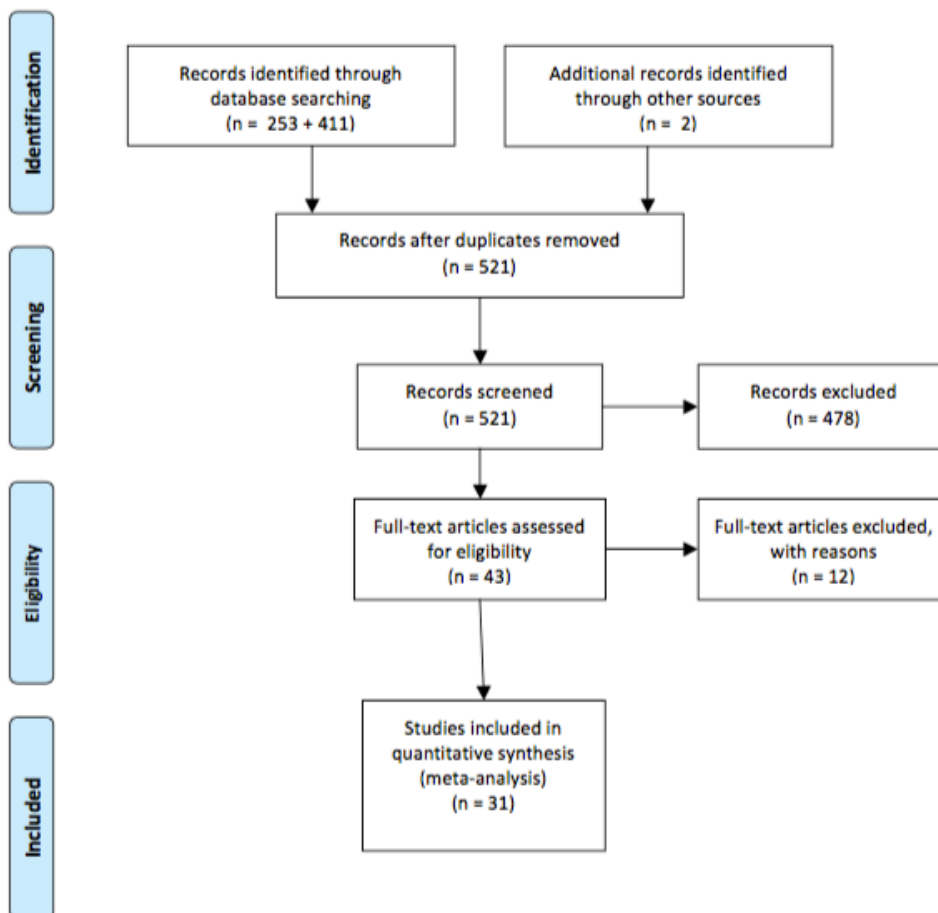 Identification
Records identified through
database searching
(n =  253 + 411)
Additional records identified
through other sources
(n =  2)
Records after duplicates removed
(n = 521)
Screening
Records screened
(n = 521)
Records excluded
(n = 478)
Eligibility
Full-text articles assessed
for eligibility
(n = 43)
Full-text articles excluded,
with reasons
(n = 12)
Included
Studies included in
quantitative synthesis
(meta-analysis)
(n = 31)